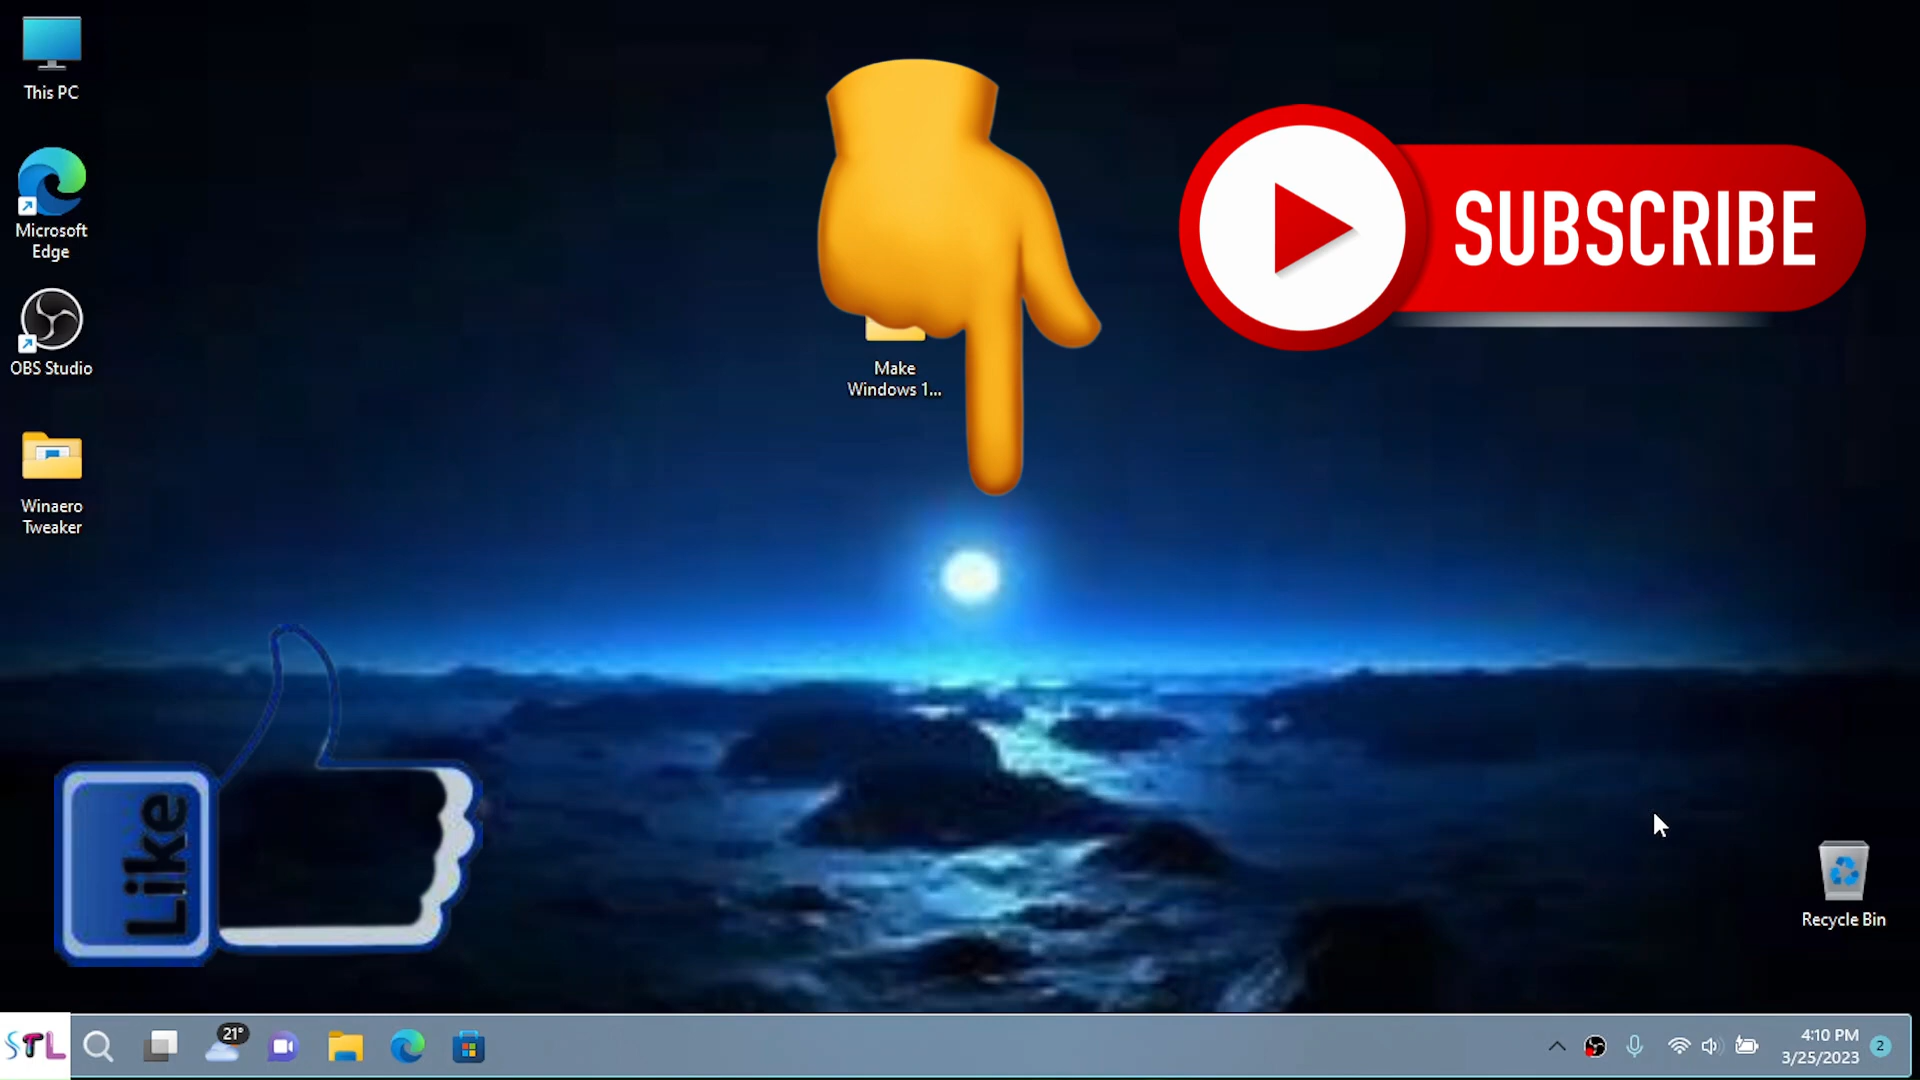 This PC
Microsoft
Edge
OBS Studio
Winaero
Tweaker
Make
Windows 1...
SUBSCRIBE
Like
Recycle Bin
STL
21°
4:10 PM
3/25/2023
2